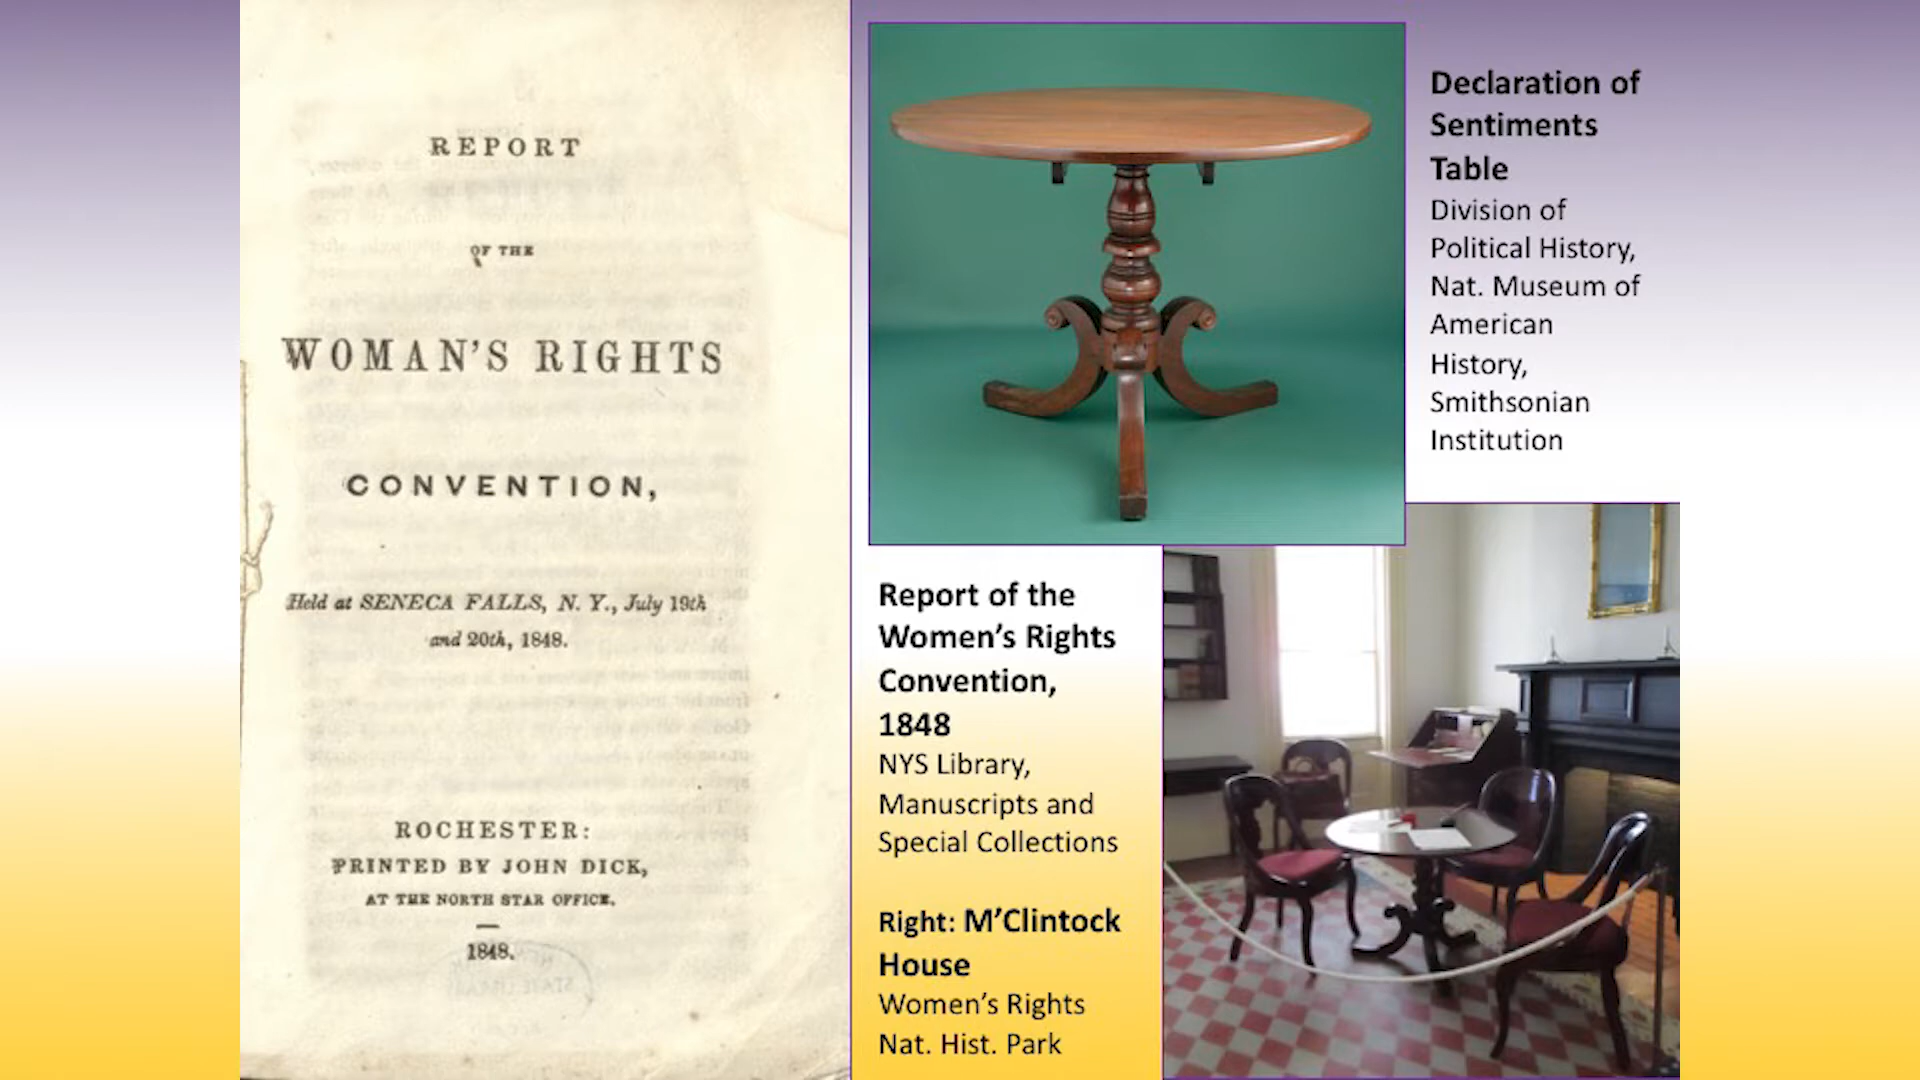 REPORT
OF THE
WOMAN'S RIGHTS
CONVENTION,
Held at SENECA FALLS, N. Y., July 19th
and 20th, 1848.
ROCHESTER:
PRINTED BY JOHN DICK,
AT THE NORTH STAR OFFICE.
1848.
Declaration of
Sentiments
Table
Division of
Political History,
Nat. Museum of
American
History,
Smithsonian
Institution
Report of the
Women's Rights
Convention,
1848
NYS Library,
Manuscripts and
Special Collections
Right: M'Clintock
House
Women's Rights
Nat. Hist. Park